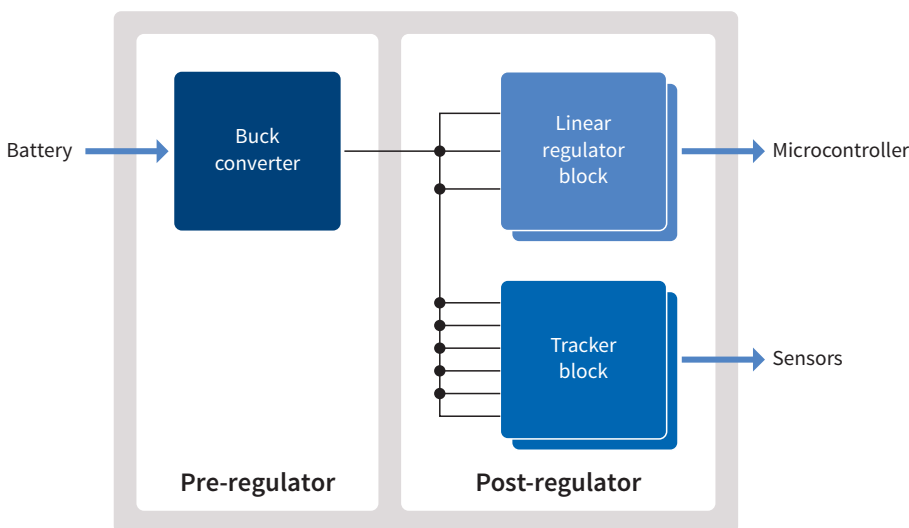 Battery
Buck
converter
Linear
regulator
block
Microcontroller
Tracker
block
Sensors
Pre-regulator
Post-regulator